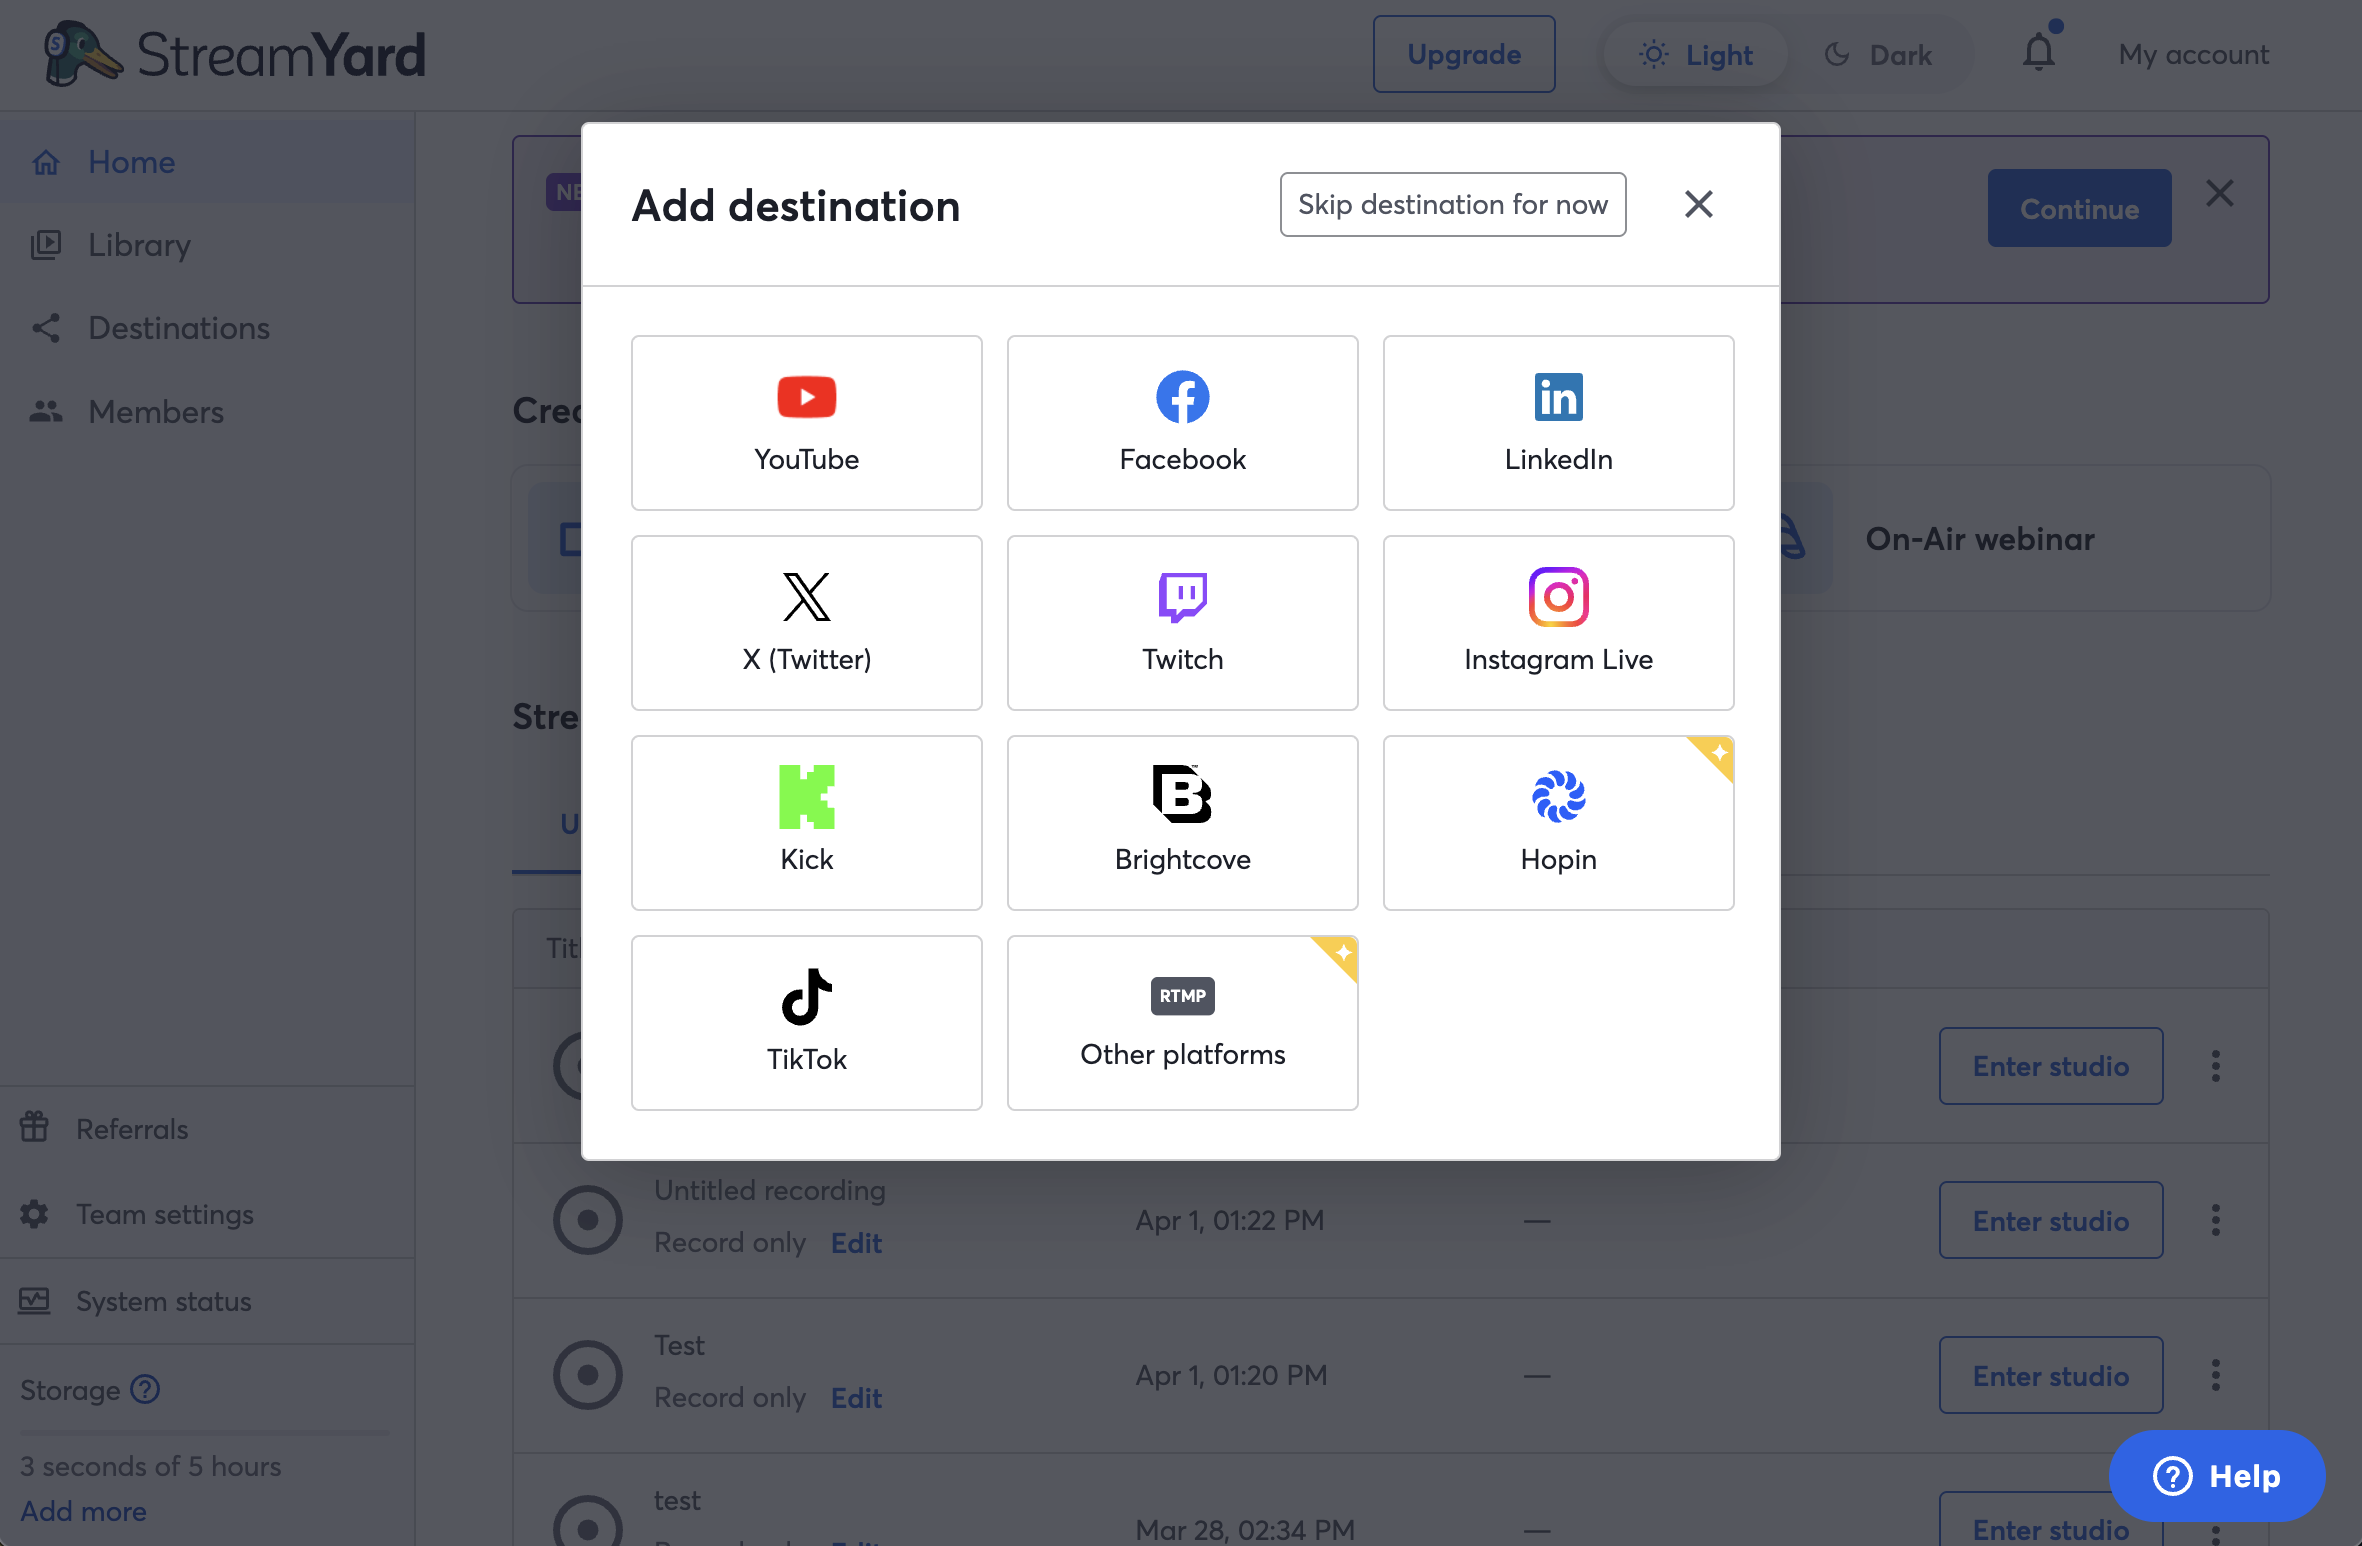 StreamYard
Upgrade
Light
Dark
My account
Home
Library
Destinations
Members
Continue
Add destination
Skip destination for now
YouTube
Facebook
LinkedIn
X (Twitter)
Twitch
Instagram Live
Kick
Brightcove
Hopin
TikTok
RTMP
Other platforms
On-Air webinar
Enter studio
Untitled recording
Record only Edit
Apr 1, 01:22 PM
—
Enter studio
Test
Record only Edit
Apr 1, 01:20 PM
—
Enter studio
test
Mar 28, 02:34 PM
—
Enter studio
Referrals
Team settings
System status
Storage
3 seconds of 5 hours
Add more
Help